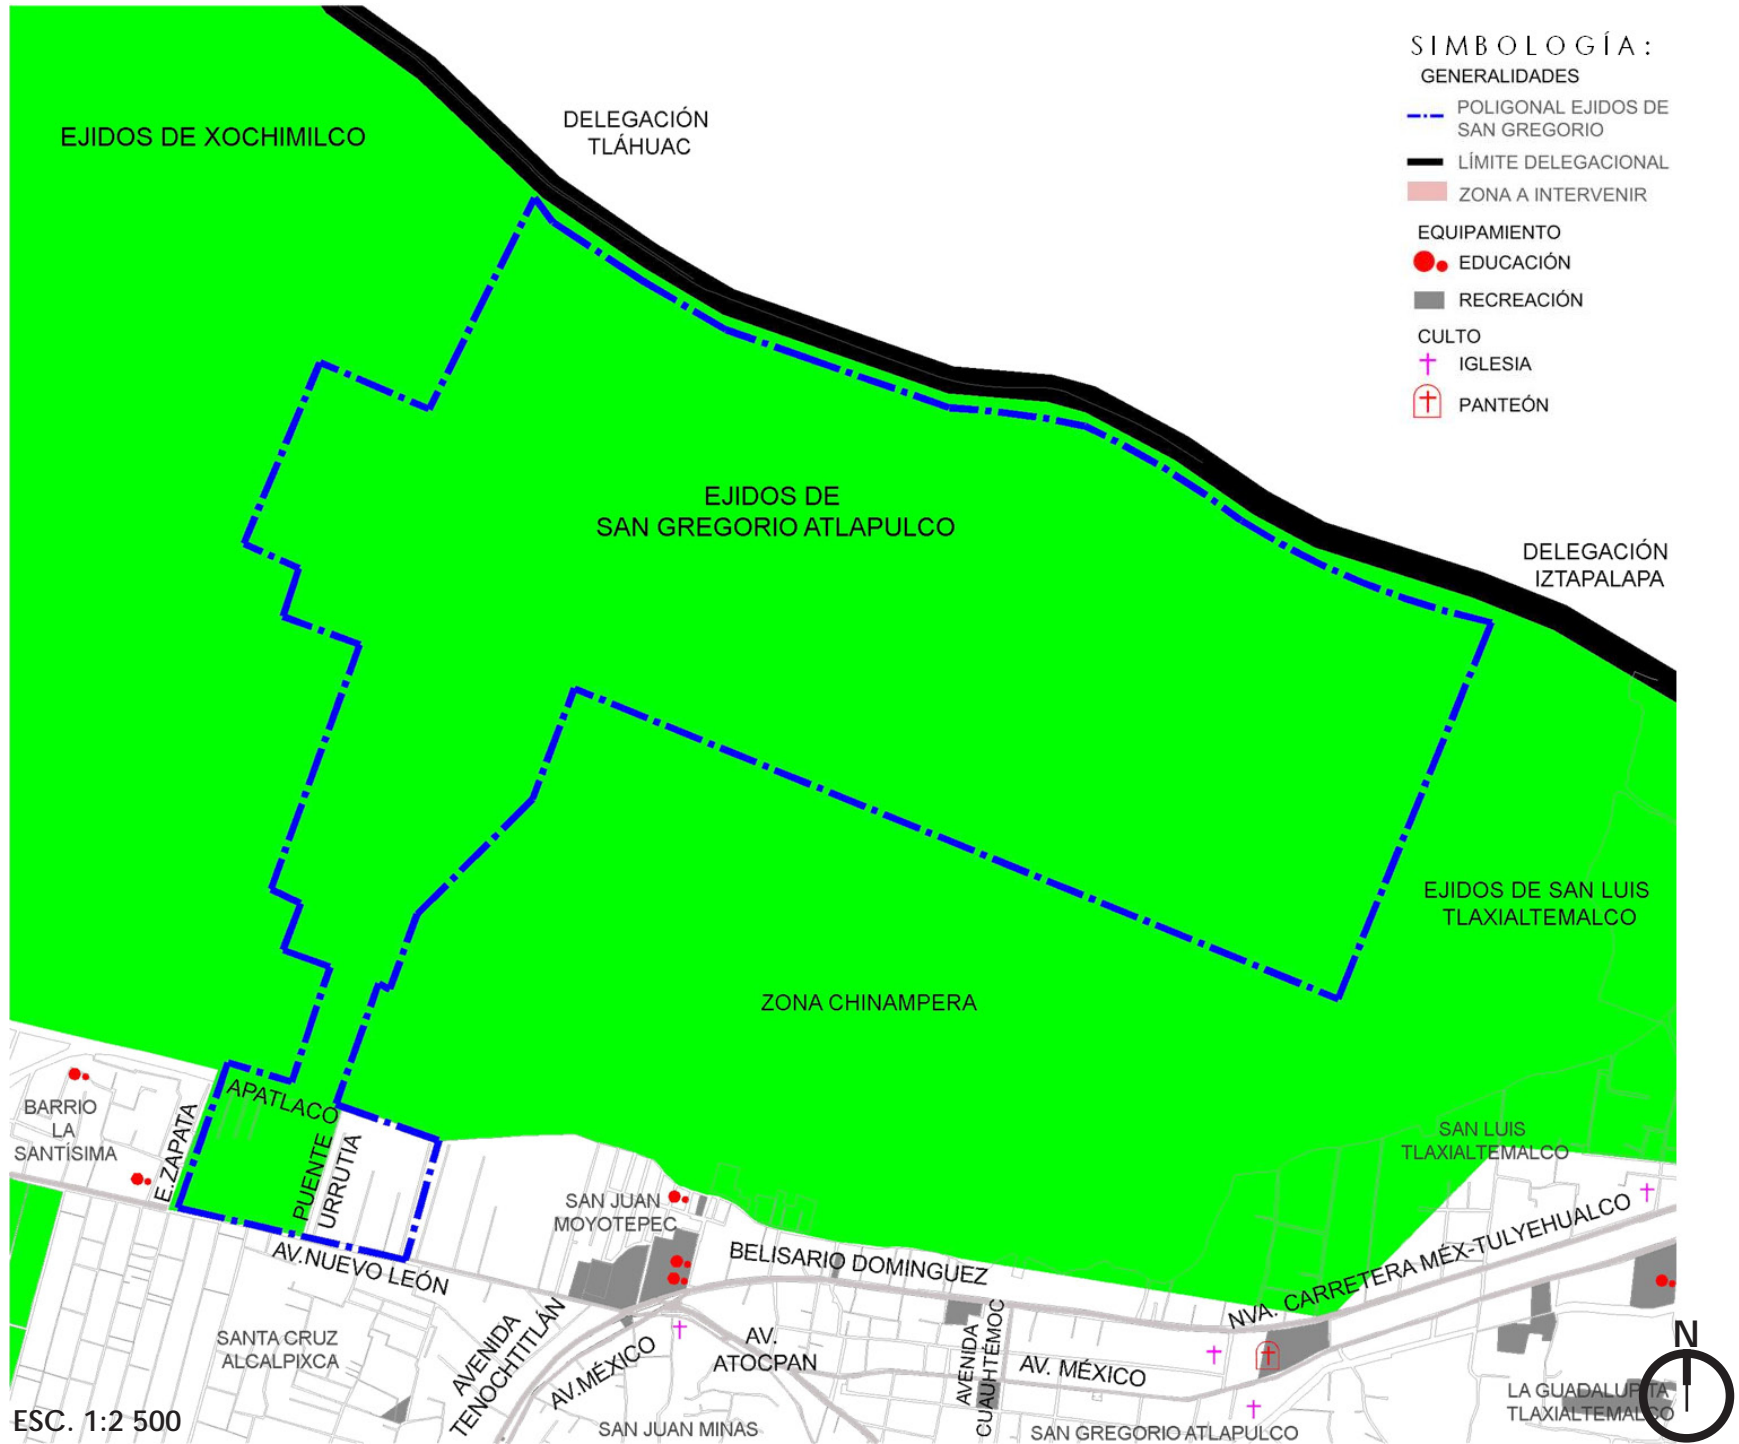 SIMBOLOGÍA:
GENERALIDADES
POLIGONAL EJIDOS DE
SAN GREGORIO
LÍMITE DELEGACIONAL
ZONA A INTERVENIR
EQUIPAMIENTO
EDUCACIÓN
RECREACIÓN
CULTO
IGLESIA
PANTEÓN
EJIDOS DE XOCHIMILCO
DELEGACIÓN
TLÁHUAC
EJIDOS DE
SAN GREGORIO ATLAPULCO
DELEGACIÓN
IZTAPALAPA
EJIDOS DE SAN LUIS
TLAXIALTEMALCO
ZONA CHINAMPERA
BARRIO
LA
SANTÍSIMA
E.ZAPATA
APATLACO
PUENTE
URRUTIA
AV.NUEVO LEÓN
SAN JUAN
MOYOTEPEC
BELISARIO DOMINGUEZ
SAN LUIS
TLAXIALTEMALCO
NVA. CARRETERA MÉX-TULYEHUALCO
SANTA CRUZ
ALCALPIXCA
AVENIDA
TENOCHTITLÁN
AV.MÉXICO
AV.
ATOCPAN
AVENIDA
CUAUHTÉMOC
AV. MÉXICO
SAN JUAN MINAS
SAN GREGORIO ATLAPULCO
LA GUADALUPITA
TLAXIALTEMALCO
N
ESC. 1:2 500